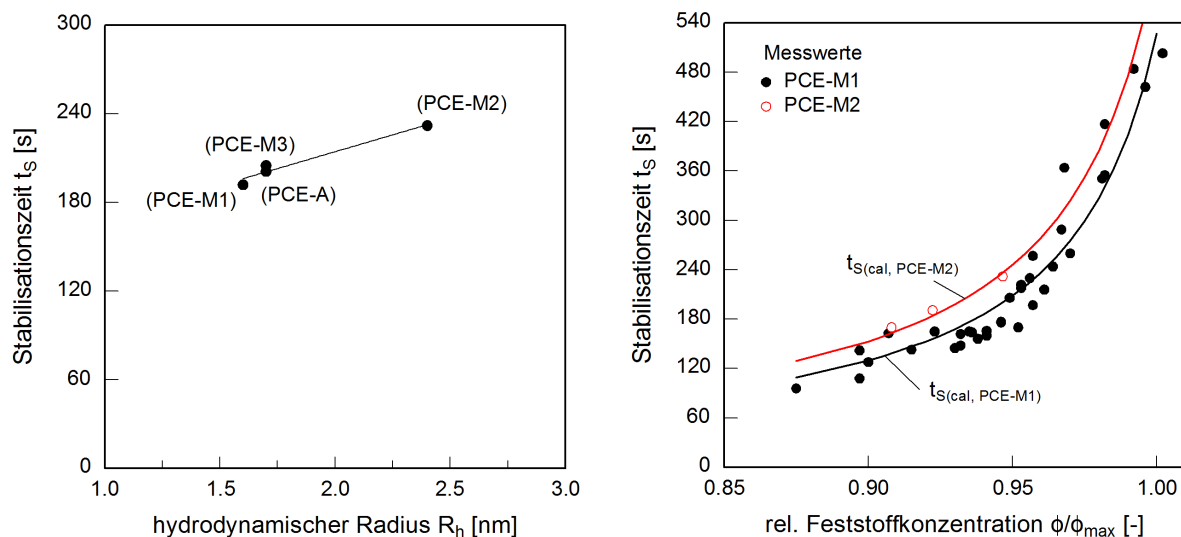 300
240
180
120
60
0
Stabilisationszeit tS [s]
(PCE-M2)
(PCE-M3)
(PCE-M1)
(PCE-A)
1.0
1.5
2.0
2.5
3.0
hydrodynamischer Radius Rh [nm]
540
480
420
360
300
240
180
120
60
0
Stabilisationszeit tS [s]
Messwerte
PCE-M1
PCE-M2
tS(cal, PCE-M2)
tS(cal, PCE-M1)
0.85
0.90
0.95
1.00
rel. Feststoffkonzentration ϕ/ϕmax [-]